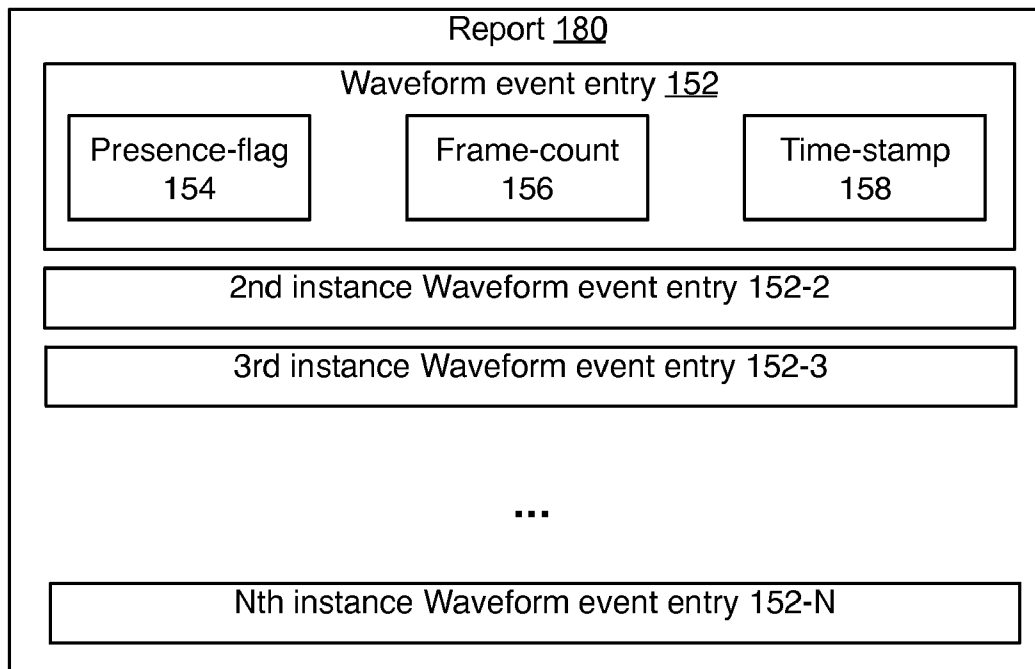 Report 180
Waveform event entry 152
Presence-flag
154
Frame-count
156
Time-stamp
158
2nd instance Waveform event entry 152-2
3rd instance Waveform event entry 152-3
...
Nth instance Waveform event entry 152-N